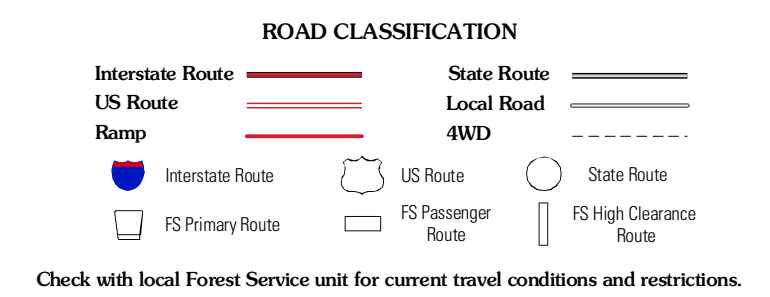 ROAD CLASSIFICATION
Interstate Route
State Route
US Route
Local Road
Ramp
4WD
Interstate Route
US Route
State Route
FS Primary Route
FS Passenger
Route
FS High Clearance
Route
Check with local Forest Service unit for current travel conditions and restrictions.